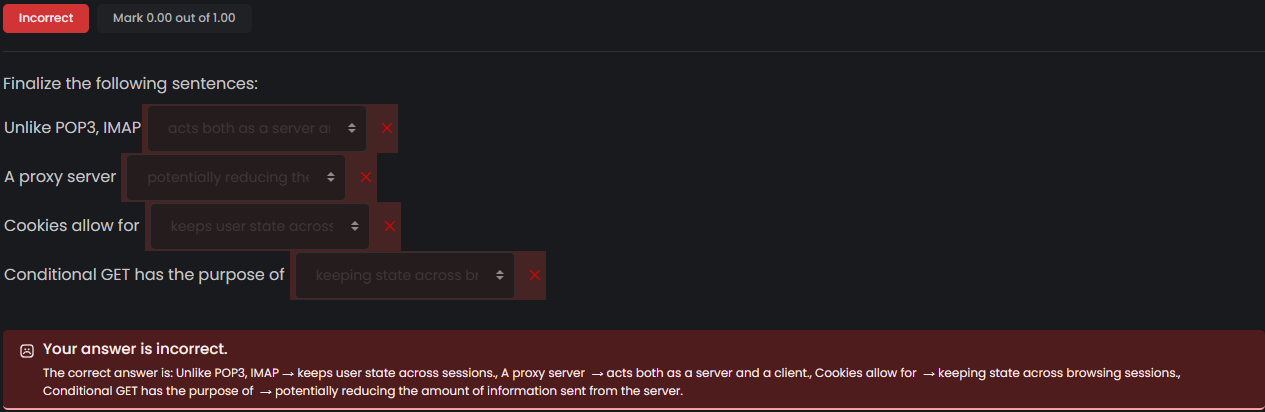 Incorrect
Mark 0.00 out of 1.00
Finalize the following sentences:
Unlike POP3, IMAP acts both as a server a
A proxy server potentially reducing the
Cookies allow for keeps user state across
Conditional GET has the purpose of keeping state across br
Your answer is incorrect.
The correct answer is: Unlike POP3, IMAP → keeps user state across sessions., A proxy server → acts both as a server and a client., Cookies allow for → keeping state across browsing sessions.,
Conditional GET has the purpose of → potentially reducing the amount of information sent from the server.